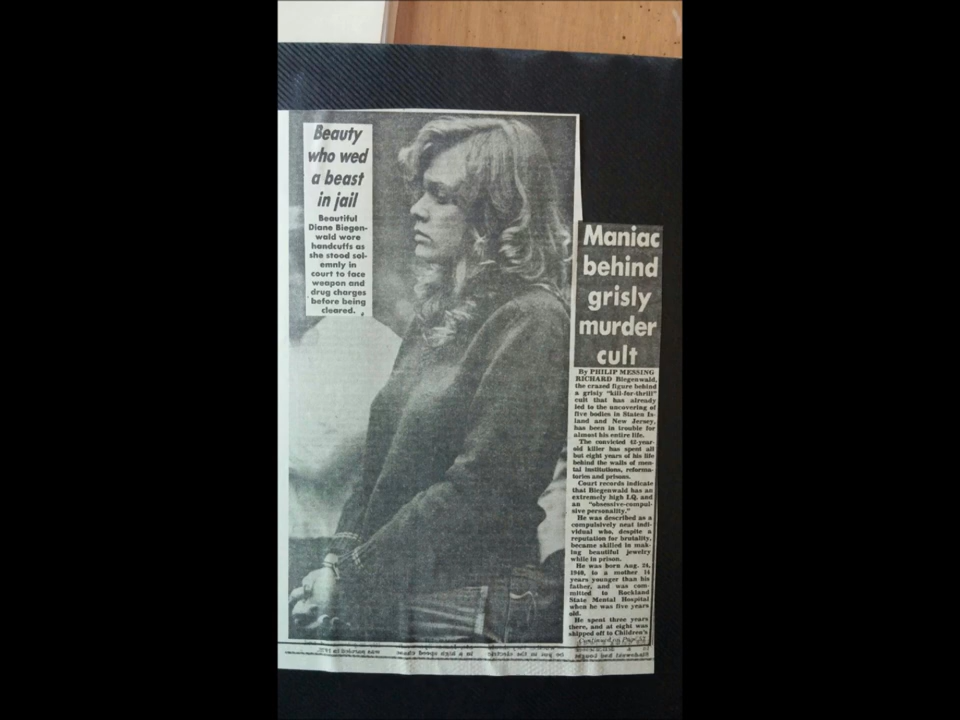 Beauty
who wed
a beast
in jail
Beautiful
Diane Biegen-
wald wore
handcuffs as
she stood sol-
emnly in
court to face
weapon and
drug charges
before being
cleared.
Maniac
behind
grisly
murder
cult
By PHILIP MESSING
RICHARD Biegenwald,
the crazed figure behind
a grisly "kill-for-thrill"
cult that has already
led to the uncovering of
five bodies in Staten Is-
land and New Jersey,
has been in trouble for
almost his entire life.
The convicted 42-year-
old killer has spent all
but eight years of his life
behind the walls of men-
tal institutions, reforma-
tories and prisons.
Court records indicate
that Biegenwald has an
extremely high I.Q. and
an "obsessive-compul-
sive personality."
He was described as a
compulsively neat indi-
vidual who, despite a
reputation for brutality,
became skilled in mak-
ing beautiful jewelry
while in prison.
He was born Aug. 24,
1940, to a mother 14
years younger than his
father, and was com-
mitted to Rockland
State Mental Hospital
when he was five years
old.
He spent three years
there, and at eight was
shipped off to Children's
Continued on Page